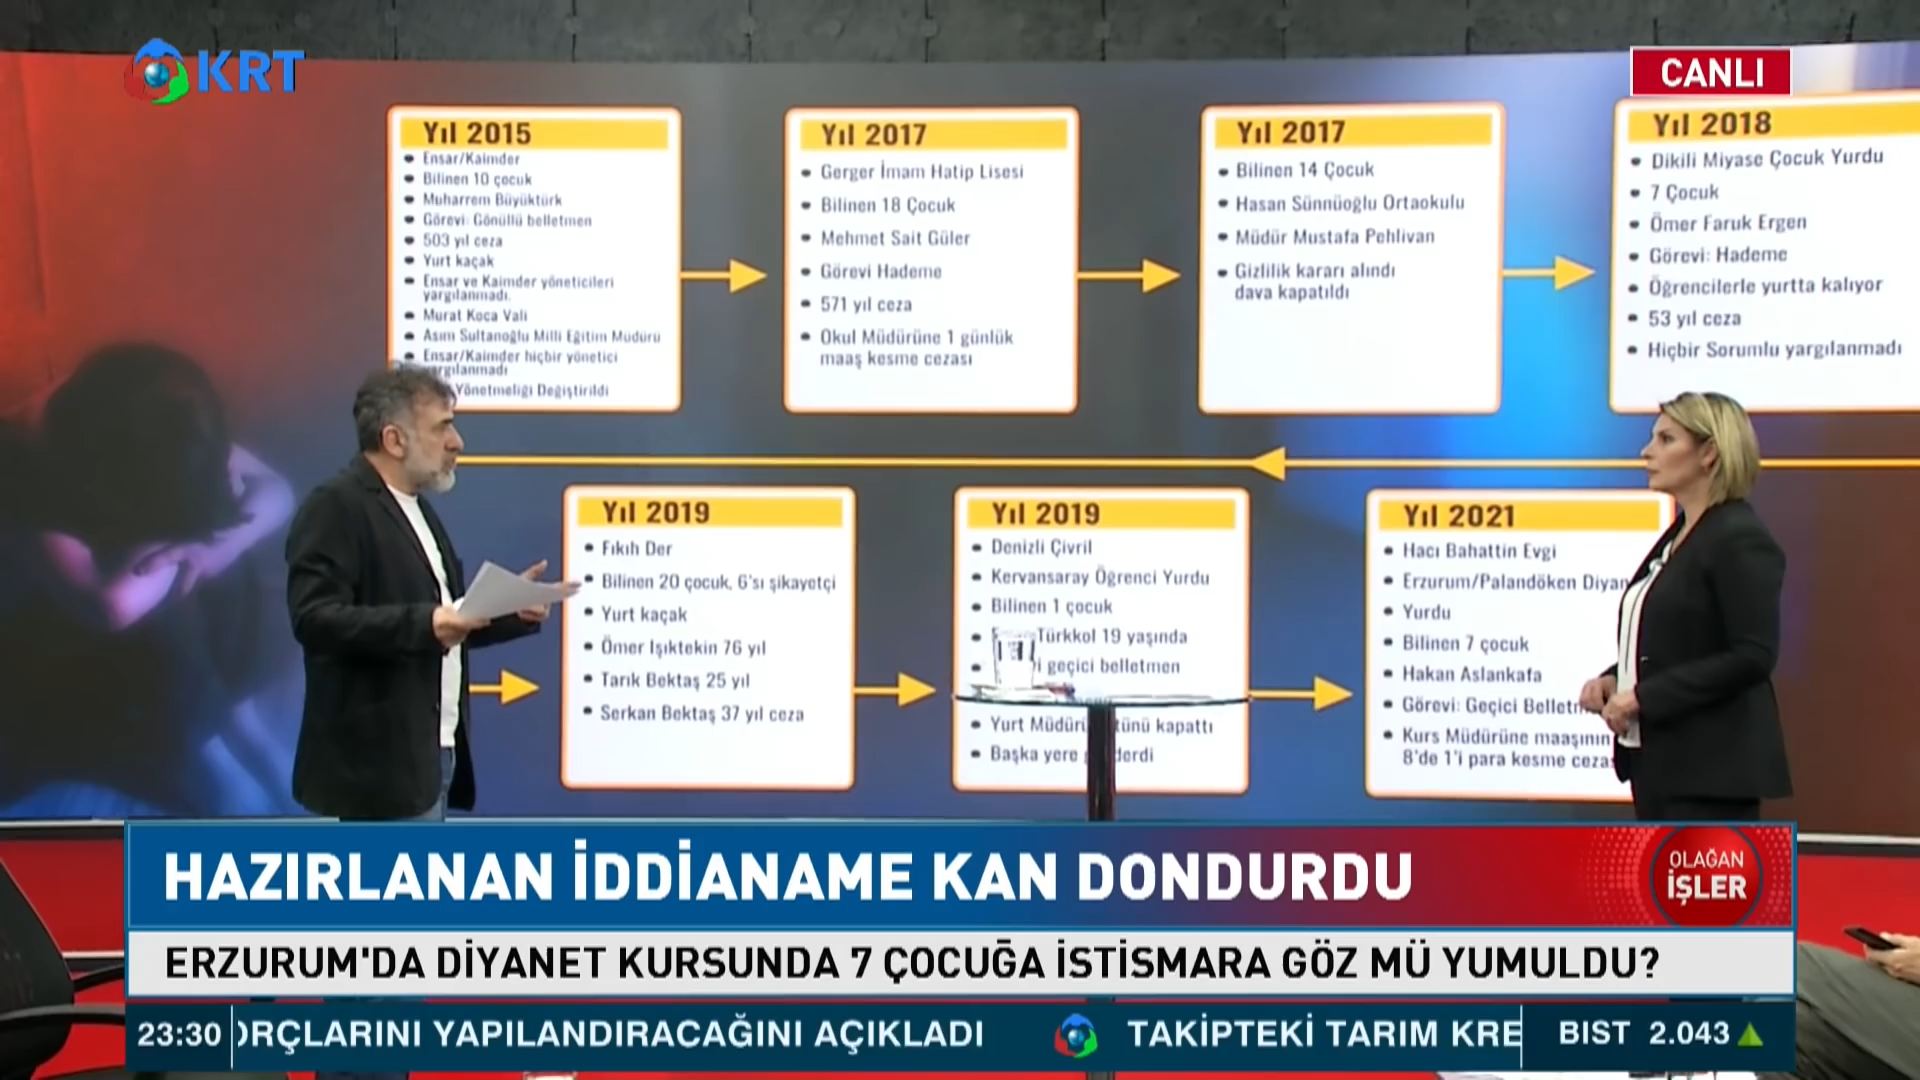 KRT
CANLI
Yıl 2015
Ensar/Kaimder
Bilinen 10 çocuk
Muharrem Büyüktürk
Görevi: Gönüllü belletmen
503 yıl ceza
Yurt kaçak
Ensar ve Kaimder yöneticileri
yargılanmadı.
Murat Koca Vali
Asım Sultanoğlu Milli Eğitim Müdürü
Ensar/Kaimder hiçbir yönetici
yargılanmadı
Yönetmeliği Değiştirildi
Yıl 2017
Gerger İmam Hatip Lisesi
Bilinen 18 Çocuk
Mehmet Sait Güler
Görevi Hademe
571 yıl ceza
Okul Müdürüne 1 günlük
maaş kesme cezası
Yıl 2017
Bilinen 14 Çocuk
Hasan Sünnüoğlu Ortaokulu
Müdür Mustafa Pehlivan
Gizlilik kararı alındı
dava kapatıldı
Yıl 2018
Dikili Miyase Çocuk Yurdu
7 Çocuk
Ömer Faruk Ergen
Görevi: Hademe
Öğrencilerle yurtta kalıyor
53 yıl ceza
Hiçbir Sorumlu yargılanmadı
Yıl 2019
Fıkıh Der
Bilinen 20 çocuk, 6'sı şikayetçi
Yurt kaçak
Ömer Işıktekin 76 yıl
Tarık Bektaş 25 yıl
Serkan Bektaş 37 yıl ceza
Yıl 2019
Denizli Çivril
Kervansaray Öğrenci Yurdu
Bilinen 1 çocuk
Türkkol 19 yaşında
geçici belletmen
Yurt Müdürü kapattı
Başka yere
Yıl 2021
Hacı Bahattin Evgi
Erzurum/Palandöken Diyan
Yurdu
Bilinen 7 çocuk
Hakan Aslankafa
Görevi: Geçici Belletm
Kurs Müdürüne maaşının
8'de 1'i para kesme ceza
HAZIRLANAN İDDİANAME KAN DONDURDU
OLAĞAN
İŞLER
ERZURUM'DA DİYANET KURSUNDA 7 ÇOCUĞA İSTİSMARA GÖZ MÜ YUMULDU?
23:30 ORÇLARINI YAPILANDIRACAĞINI AÇIKLADI TAKİPTEKİ TARIM KRE BIST 2.043